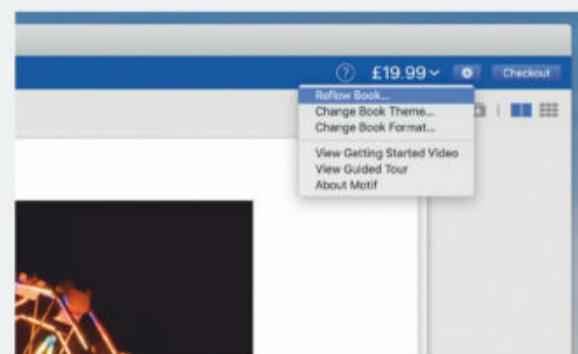 £19.99
Checkout
Reflow Book...
Change Book Theme...
Change Book Format...
View Getting Started Video
View Guided Tour
About Motif